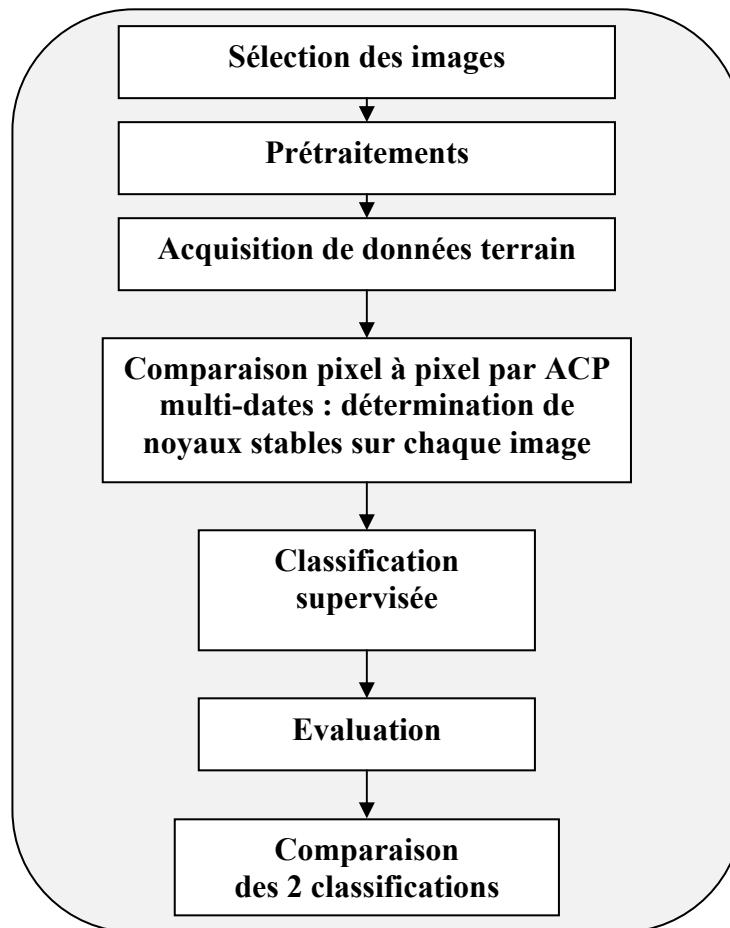 Sélection des images
Prétraitements
Acquisition de données terrain
Comparaison pixel à pixel par ACP
multi-dates : détermination de
noyaux stables sur chaque image
Classification
supervisée
Evaluation
Comparaison
des 2 classifications